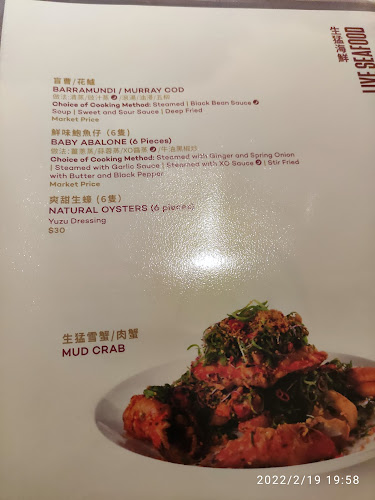 生猛海鮮
LIVE SEAFOOD
盲曹/花鱸
BARRAMUNDI / MURRAY COD
Choice of Cooking Method: Steamed | Black Bean Sauce
Soup | Sweet and Sour Sauce | Deep Fried
Market Price
鮮味鮑魚仔 (6隻)
BABY ABALONE (6 Pieces)
Choice of Cooking Method: Steamed with Ginger and Spring Onion
| Steamed with Garlic Sauce | Steamed with XO Sauce | Stir Fried
with Butter and Black Pepper
Market Price
爽甜生蠔 (6隻)
NATURAL OYSTERS (6 pieces)
Yuzu Dressing
$30
生猛雪蟹/肉蟹
MUD CRAB
2022/2/19 19:58